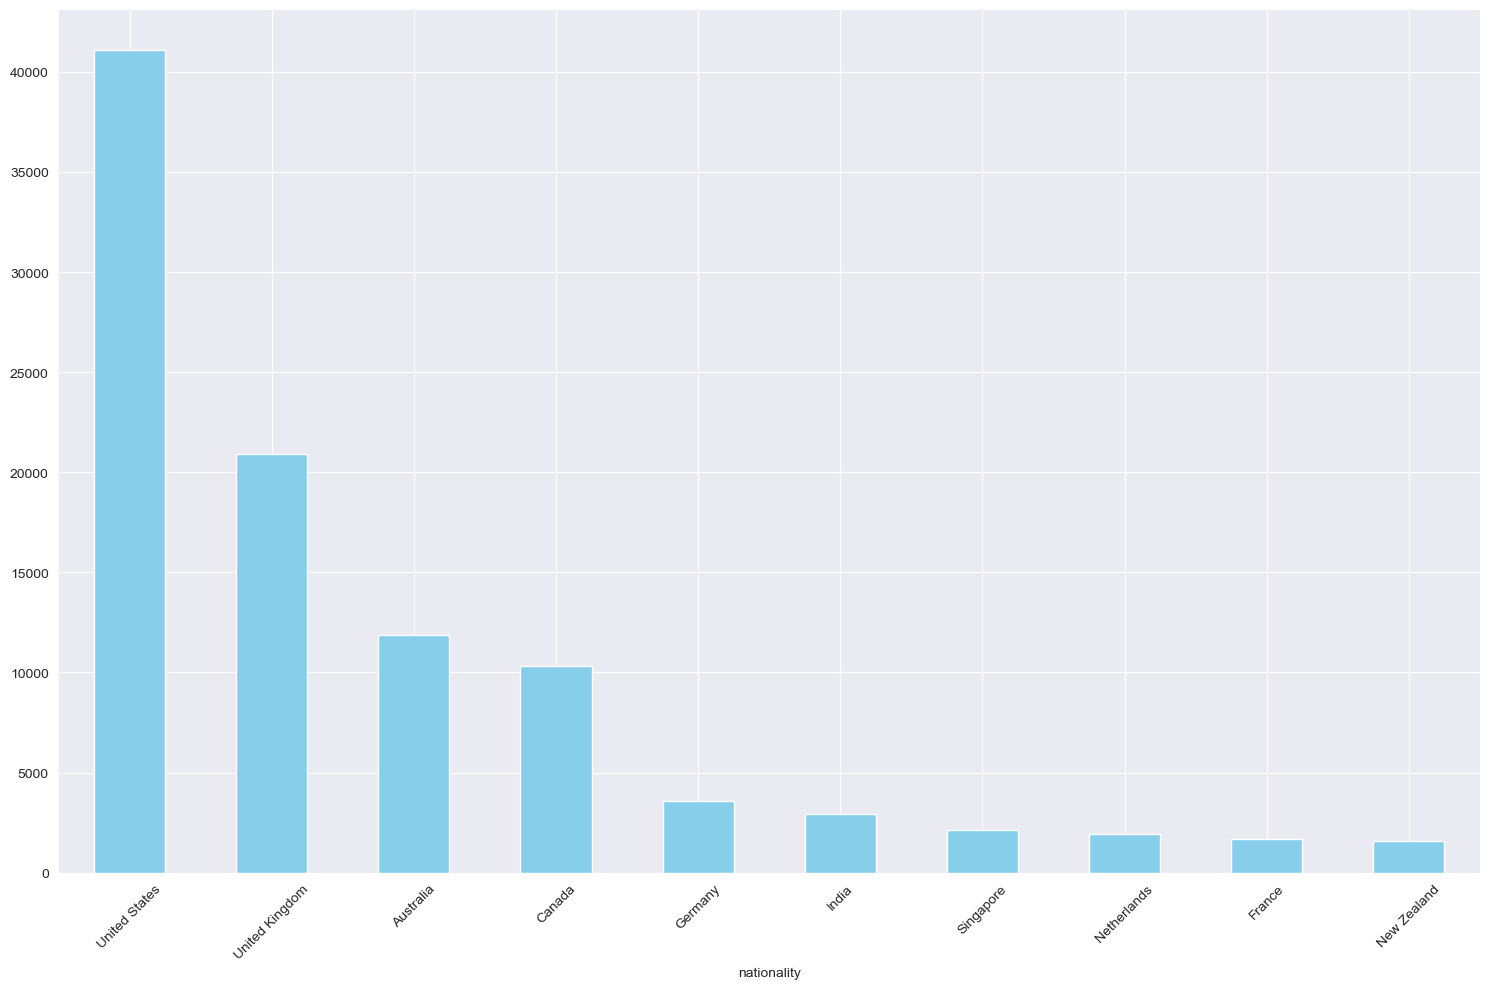 40000
35000
30000
25000
20000
15000
10000
5000
0
United States
United Kingdom
Australia
Canada
Germany
India
Singapore
Netherlands
France
New Zealand
nationality